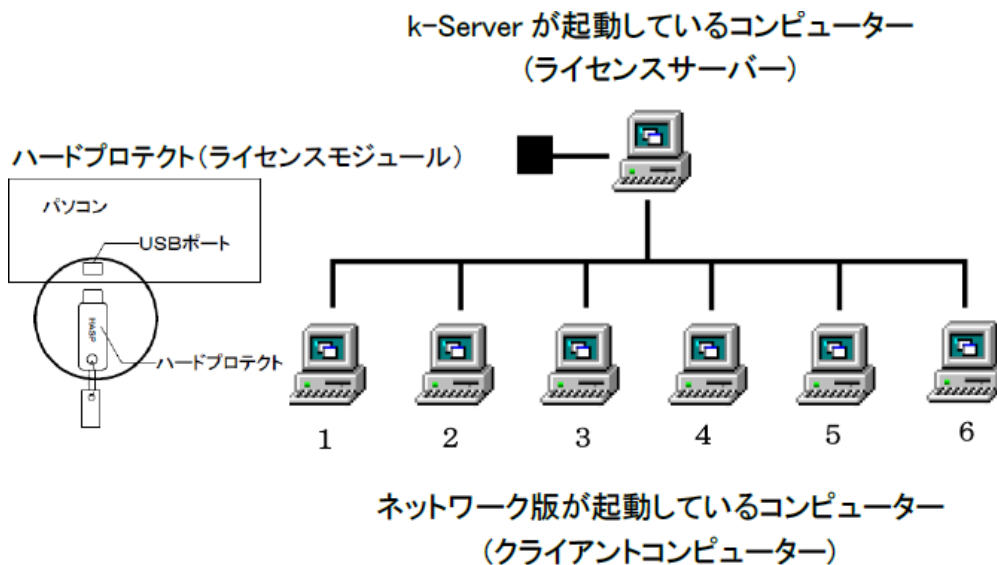 k-Server が起動しているコンピューター
(ライセンスサーバー)
ハードプロテクト(ライセンスモジュール)
パソコン
USBポート
HASP
ハードプロテクト
1 2 3 4 5 6
ネットワーク版が起動しているコンピューター
(クライアントコンピューター)